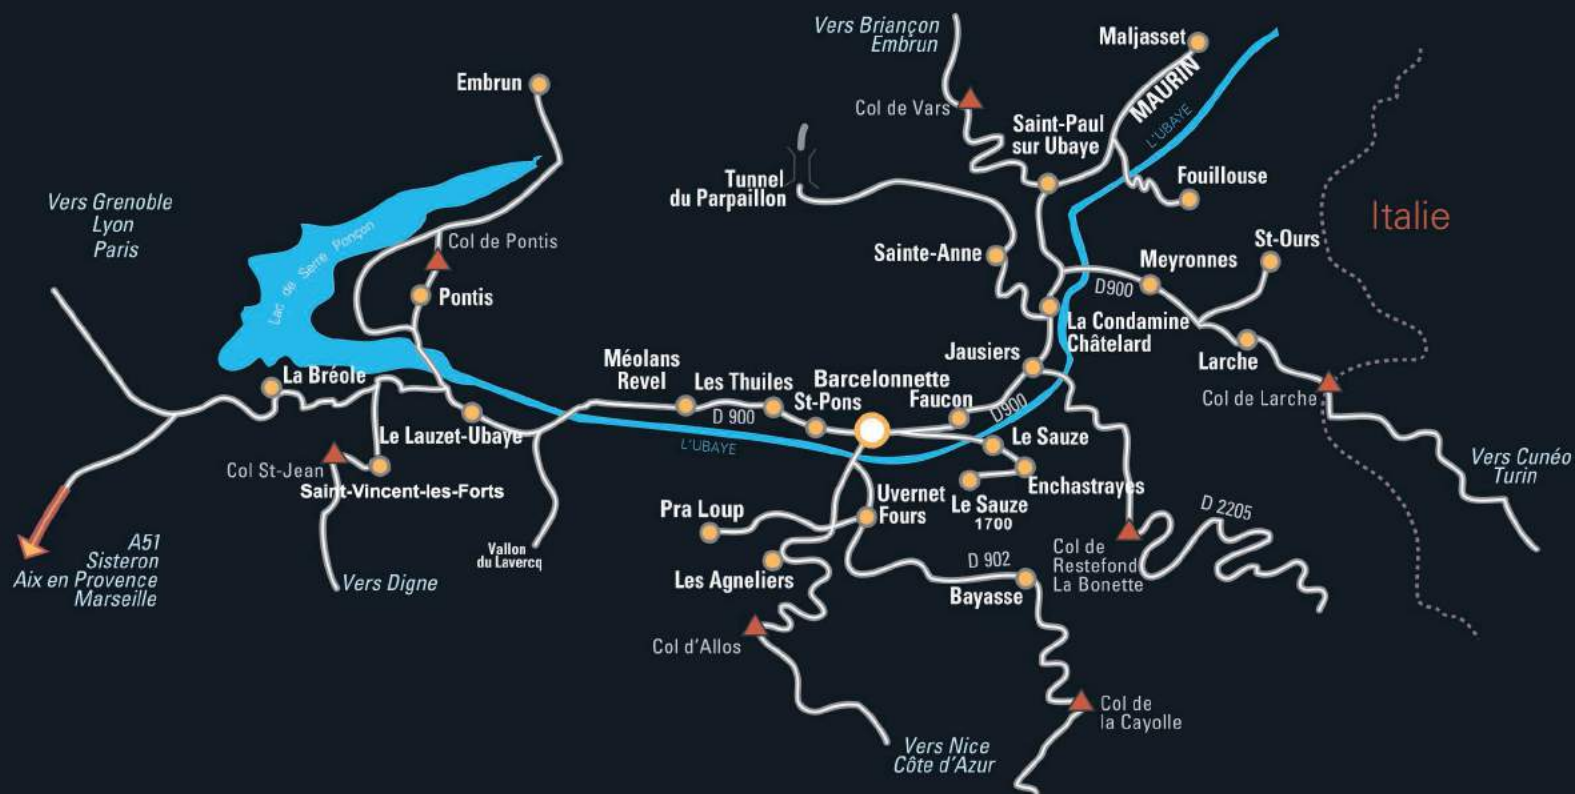 Vers Briançon
Embrun
Maljasset
MAURIN
L'UBAYE
Embrun
Col de Vars
Saint-Paul
sur Ubaye
Tunnel
du Parpaillon
Fouillouse
Vers Grenoble
Lyon
Paris
Lac de Serre Ponçon
Col de Pontis
Pontis
Sainte-Anne
Meyronnes
St-Ours
Italie
D900
La Condamine
Châtelard
Larche
Col de Larche
Jausiers
Méolans
Revel
Les Thuiles
D 900
St-Pons
Barcelonnette
Faucon
D900
La Bréole
Le Lauzet-Ubaye
L'UBAYE
Le Sauze
Enchastrayes
Le Sauze
1700
Col St-Jean
Saint-Vincent-les-Forts
Vers Cunéo
Turin
Pra Loup
Uvernet
Fours
D 2205
Vallon
du Lavercq
A51
Sisteron
Aix en Provence
Marseille
Vers Digne
Les Agneliers
D 902
Bayasse
Col de
Restefond
La Bonette
Col d'Allos
Col de
la Cayolle
Vers Nice
Côte d'Azur